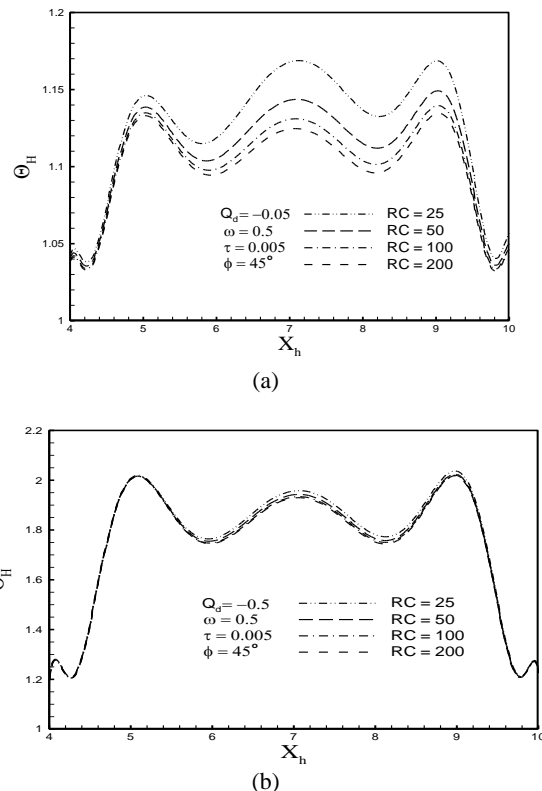 1.2
1.15
Θ_H
1.1
Q_d = −0.05 RC = 25
ω = 0.5 RC = 50
τ = 0.005 RC = 100
ϕ = 45° RC = 200
1.05
1
4 5 6 7 8 9 10
X_h
(a)
2.2
2
1.8
H
1.6
Q_d = −0.5 RC = 25
ω = 0.5 RC = 50
τ = 0.005 RC = 100
ϕ = 45° RC = 200
1.4
1.2
1
4 5 6 7 8 9 10
X_h
(b)